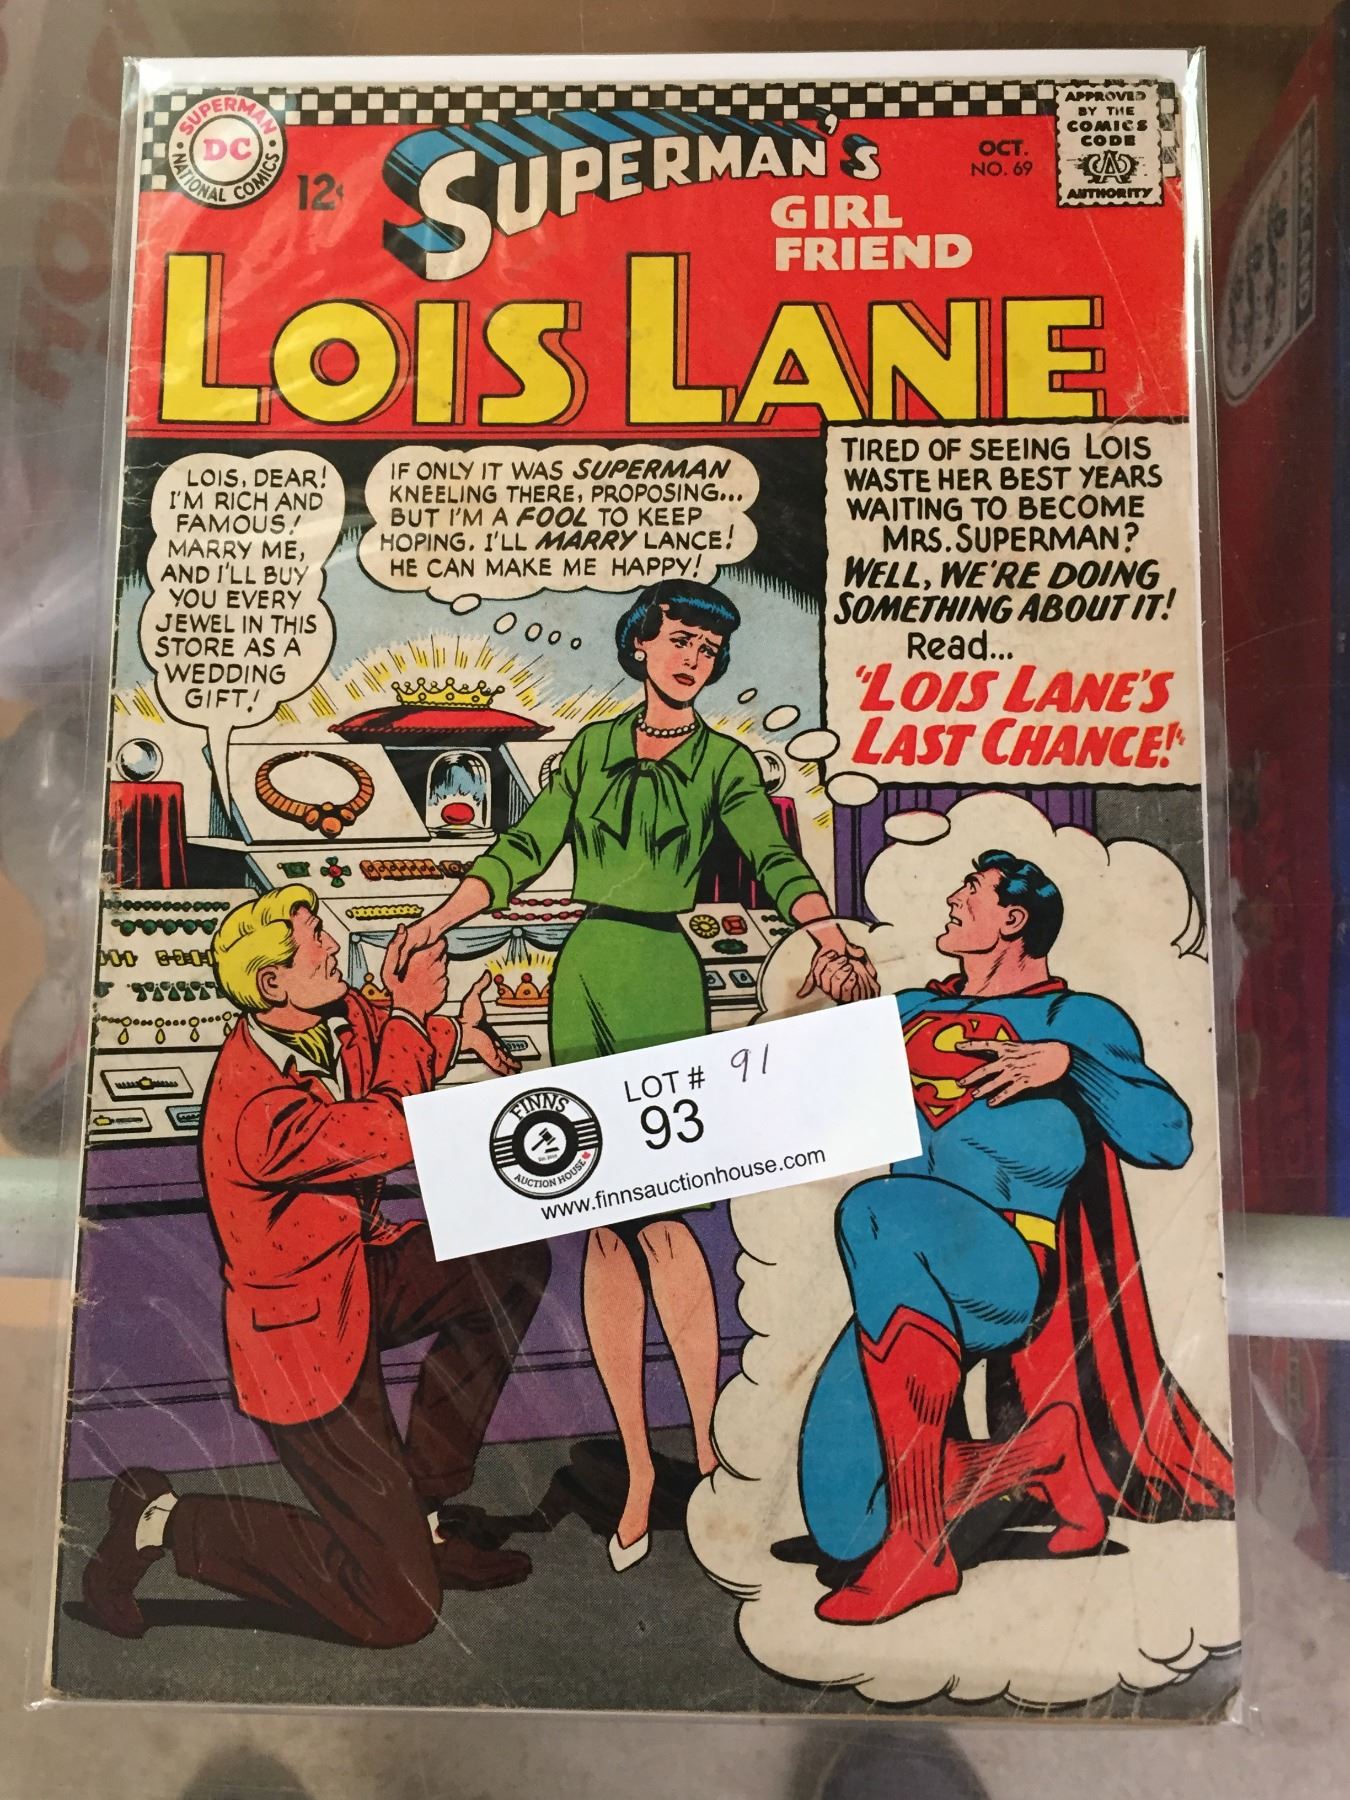 SUPERMAN
DC
NATIONAL COMICS
12¢
SUPERMAN'S
GIRL
FRIEND
LOIS LANE
OCT.
NO. 69
APPROVED
BY THE
COMICS
CODE
CA
AUTHORITY
LOIS, DEAR!
I'M RICH AND
FAMOUS!
MARRY ME,
AND I'LL BUY
YOU EVERY
JEWEL IN THIS
STORE AS A
WEDDING
GIFT!
IF ONLY IT WAS SUPERMAN
KNEELING THERE, PROPOSING...
BUT I'M A FOOL TO KEEP
HOPING. I'LL MARRY LANCE!
HE CAN MAKE ME HAPPY!
TIRED OF SEEING LOIS
WASTE HER BEST YEARS
WAITING TO BECOME
MRS. SUPERMAN?
WELL, WE'RE DOING
SOMETHING ABOUT IT!
Read...
"LOIS LANE'S
LAST CHANCE!"
S
FINNS
AUCTION HOUSE
LOT # 91
93
www.finnsauctionhouse.com